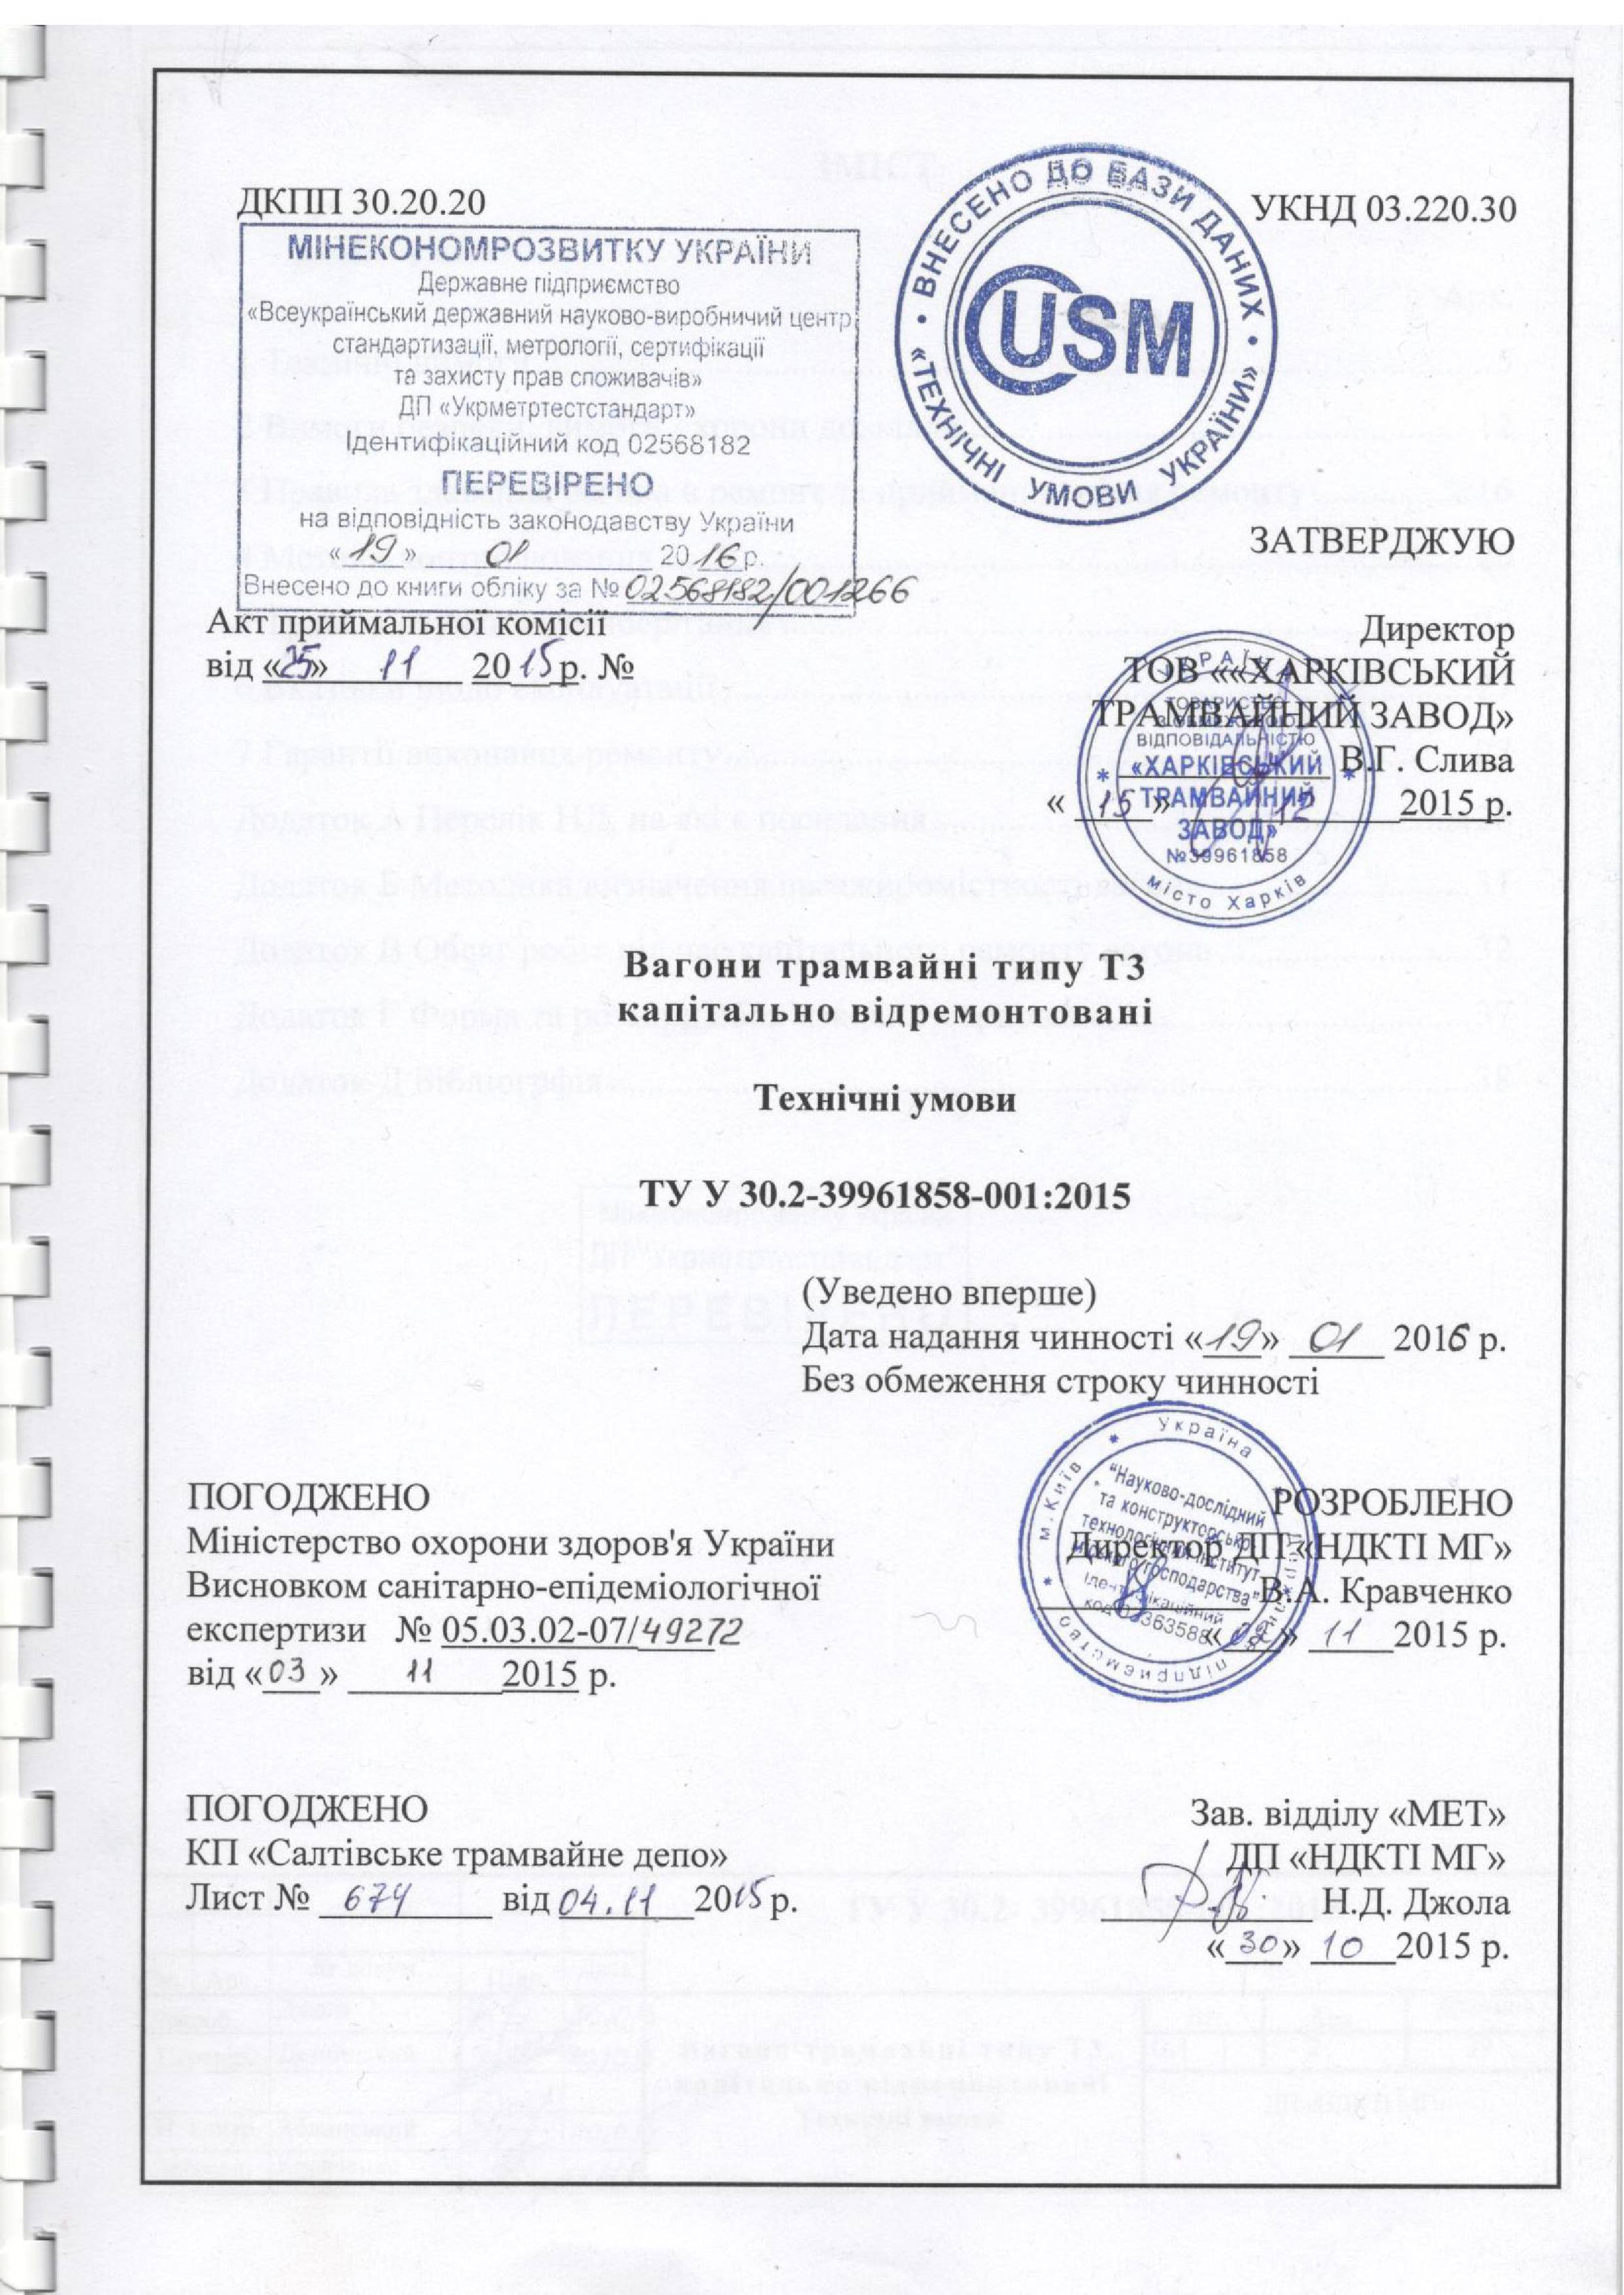 ДКПП 30.20.20
УКНД 03.220.30
МІНЕКОНОМРОЗВИТКУ УКРАЇНИ
Державне підприємство
«Всеукраїнський державний науково-виробничий центр
стандартизації, метрології, сертифікації
та захисту прав споживачів»
ДП «Укрметртестстандарт»
Ідентифікаційний код 02568182
ПЕРЕВІРЕНО
на відповідність законодавству України
«19» 01 2016 р.
Внесено до книги обліку за № 02568182/001266
• ВНЕСЕНО ДО БАЗИ ДАНИХ •
«ТЕХНІЧНІ УМОВИ УКРАЇНИ»
USM
ЗАТВЕРДЖУЮ
Акт приймальної комісії
від «25» 11 2015 р. №
Директор
ТОВ ««ХАРКІВСЬКИЙ
ТРАМВАЙНИЙ ЗАВОД»
В.Г. Слива
« 15 » 12 2015 р.
УКРАЇНА
ТОВАРИСТВО
З ОБМЕЖЕНОЮ
ВІДПОВІДАЛЬНІСТЮ
«ХАРКІВСЬКИЙ
ТРАМВАЙНИЙ
ЗАВОД»
№39961858
місто Харків
Вагони трамвайні типу Т3
капітально відремонтовані
Технічні умови
ТУ У 30.2-39961858-001:2015
(Уведено вперше)
Дата надання чинності «19» 01 2016 р.
Без обмеження строку чинності
ПОГОДЖЕНО
Міністерство охорони здоров'я України
Висновком санітарно-епідеміологічної
експертизи № 05.03.02-07/49272
від «03» 11 2015 р.
РОЗРОБЛЕНО
Директор ДП «НДКТІ МГ»
В.А. Кравченко
« » 11 2015 р.
Україна
м.Київ
Державне підприємство
"Науково-дослідний
та конструкторсько-
технологічний інститут
міського господарства"
Ідентифікаційний
код 03363588
ПОГОДЖЕНО
КП «Салтівське трамвайне депо»
Лист № 674 від 04.11 2015 р.
Зав. відділу «МЕТ»
ДП «НДКТІ МГ»
Н.Д. Джола
« 30» 10 2015 р.